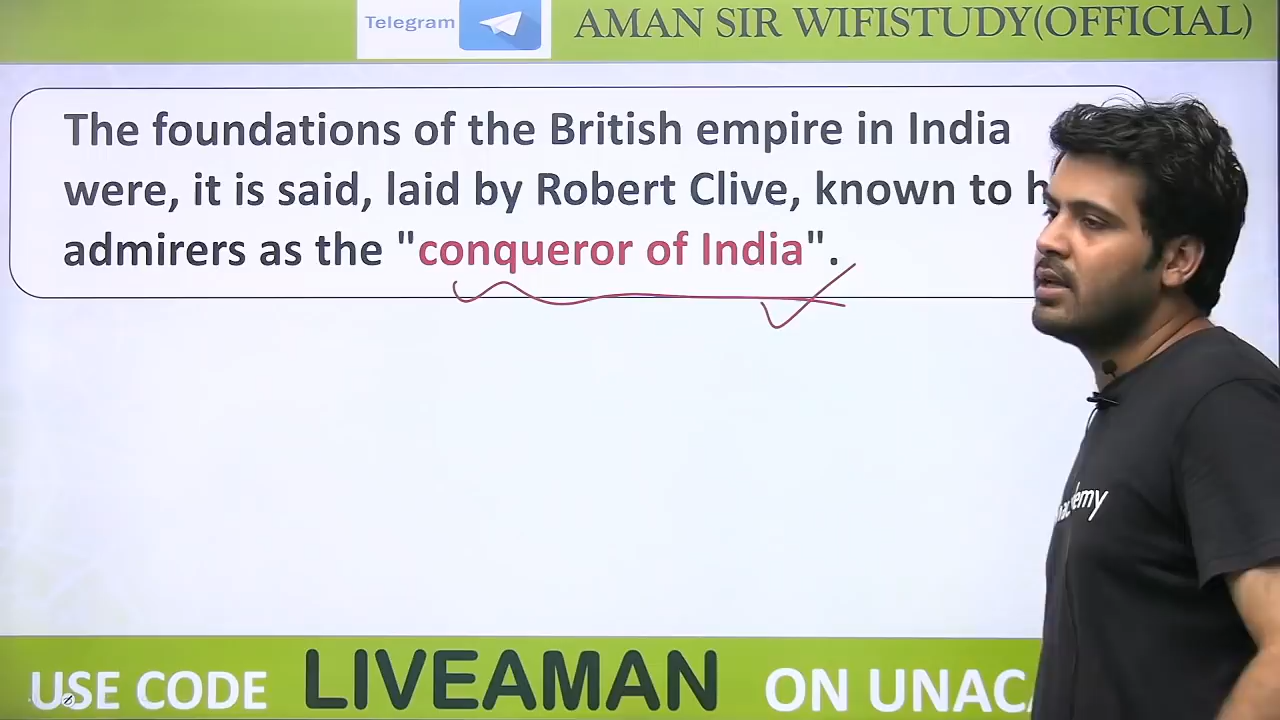 Telegram
AMAN SIR WIFISTUDY(OFFICIAL)
The foundations of the British empire in India
were, it is said, laid by Robert Clive, known to
admirers as the "conqueror of India".
USE CODE LIVEAMAN ON